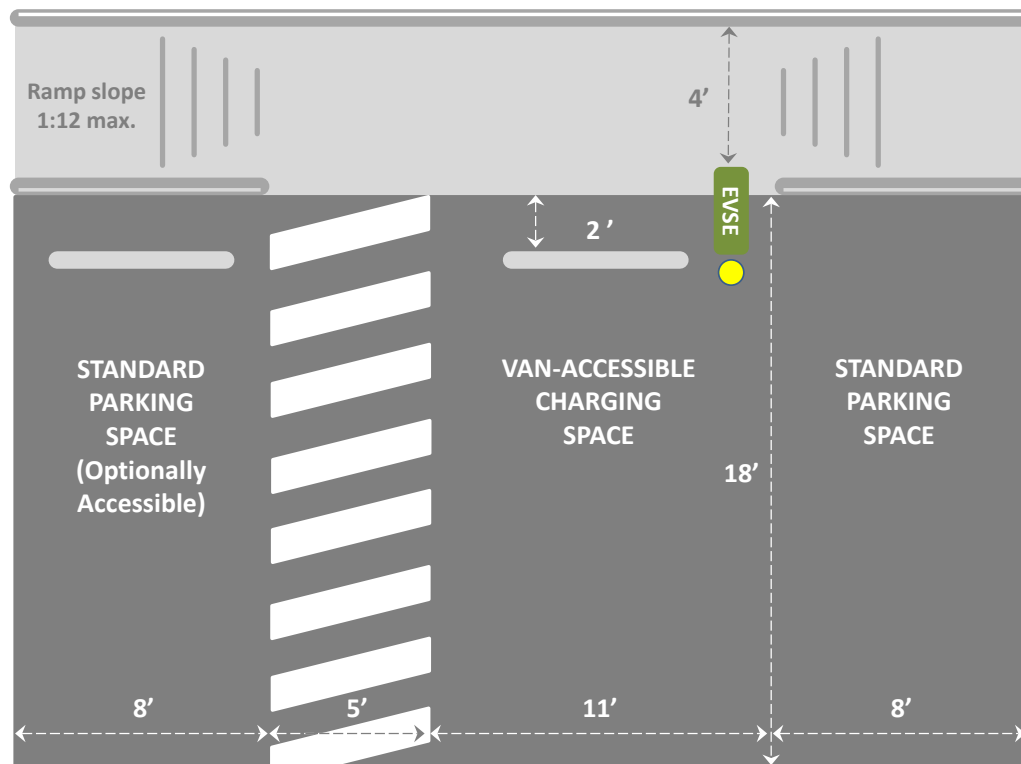 Ramp slope
1:12 max.
4’
EVSE
2 ’
STANDARD
PARKING
SPACE
(Optionally
Accessible)
VAN-ACCESSIBLE
CHARGING
SPACE
STANDARD
PARKING
SPACE
18’
8’
5’
11’
8’